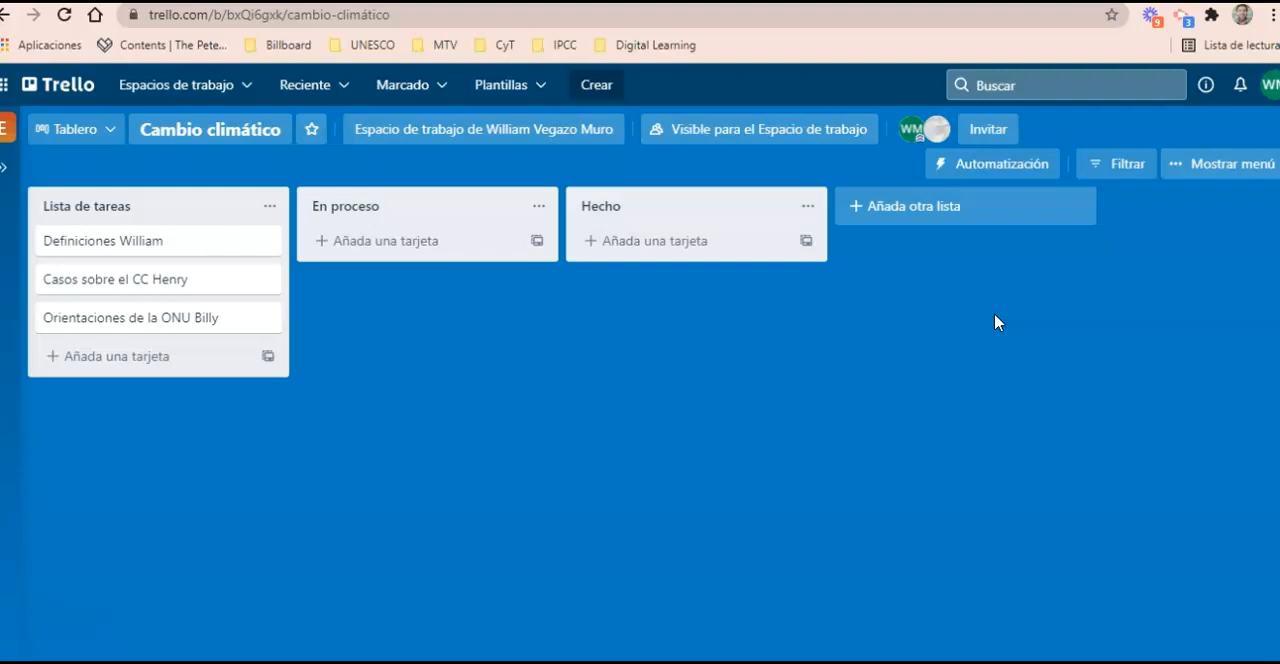 trello.com/b/bxQi6gxk/cambio-climático
9
3
Aplicaciones Contents | The Pete... Billboard UNESCO MTV CyT IPCC Digital Learning Lista de lectura
Trello Espacios de trabajo Reciente Marcado Plantillas Crear Buscar WM
E Tablero Cambio climático Espacio de trabajo de William Vegazo Muro Visible para el Espacio de trabajo WM Invitar
Automatización Filtrar Mostrar menú
Lista de tareas
Definiciones William
Casos sobre el CC Henry
Orientaciones de la ONU Billy
+ Añada una tarjeta
En proceso
+ Añada una tarjeta
Hecho
+ Añada una tarjeta
+ Añada otra lista